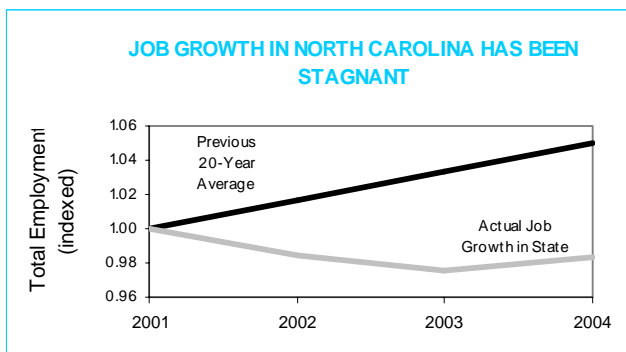 JOB GROWTH IN NORTH CAROLINA HAS BEEN
STAGNANT
Total Employment
(indexed)
1.06
1.04
1.02
1.00
0.98
0.96
Previous
20-Year
Average
Actual Job
Growth in State
2001
2002
2003
2004